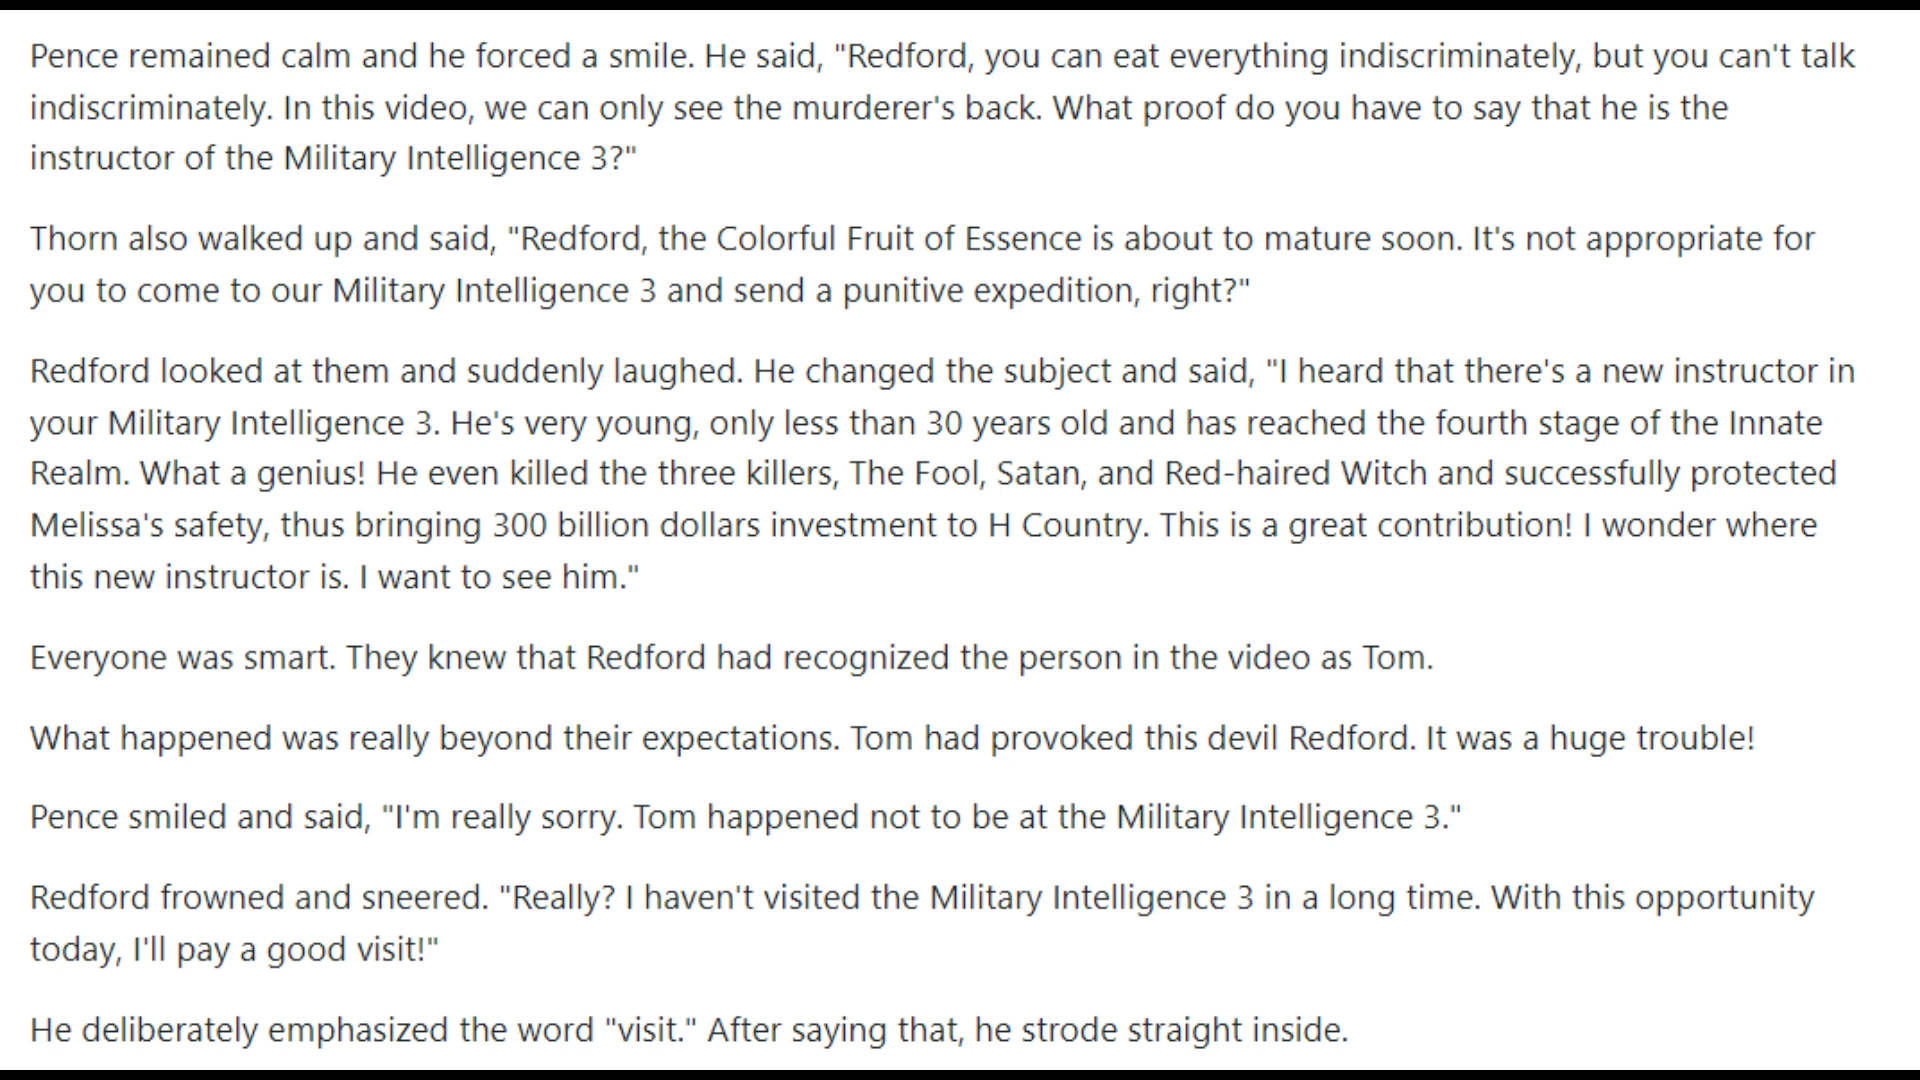 Pence remained calm and he forced a smile. He said, "Redford, you can eat everything indiscriminately, but you can't talk
indiscriminately. In this video, we can only see the murderer's back. What proof do you have to say that he is the
instructor of the Military Intelligence 3?"
Thorn also walked up and said, "Redford, the Colorful Fruit of Essence is about to mature soon. It's not appropriate for
you to come to our Military Intelligence 3 and send a punitive expedition, right?"
Redford looked at them and suddenly laughed. He changed the subject and said, "I heard that there's a new instructor in
your Military Intelligence 3. He's very young, only less than 30 years old and has reached the fourth stage of the Innate
Realm. What a genius! He even killed the three killers, The Fool, Satan, and Red-haired Witch and successfully protected
Melissa's safety, thus bringing 300 billion dollars investment to H Country. This is a great contribution! I wonder where
this new instructor is. I want to see him."
Everyone was smart. They knew that Redford had recognized the person in the video as Tom.
What happened was really beyond their expectations. Tom had provoked this devil Redford. It was a huge trouble!
Pence smiled and said, "I'm really sorry. Tom happened not to be at the Military Intelligence 3."
Redford frowned and sneered. "Really? I haven't visited the Military Intelligence 3 in a long time. With this opportunity
today, I'll pay a good visit!"
He deliberately emphasized the word "visit." After saying that, he strode straight inside.